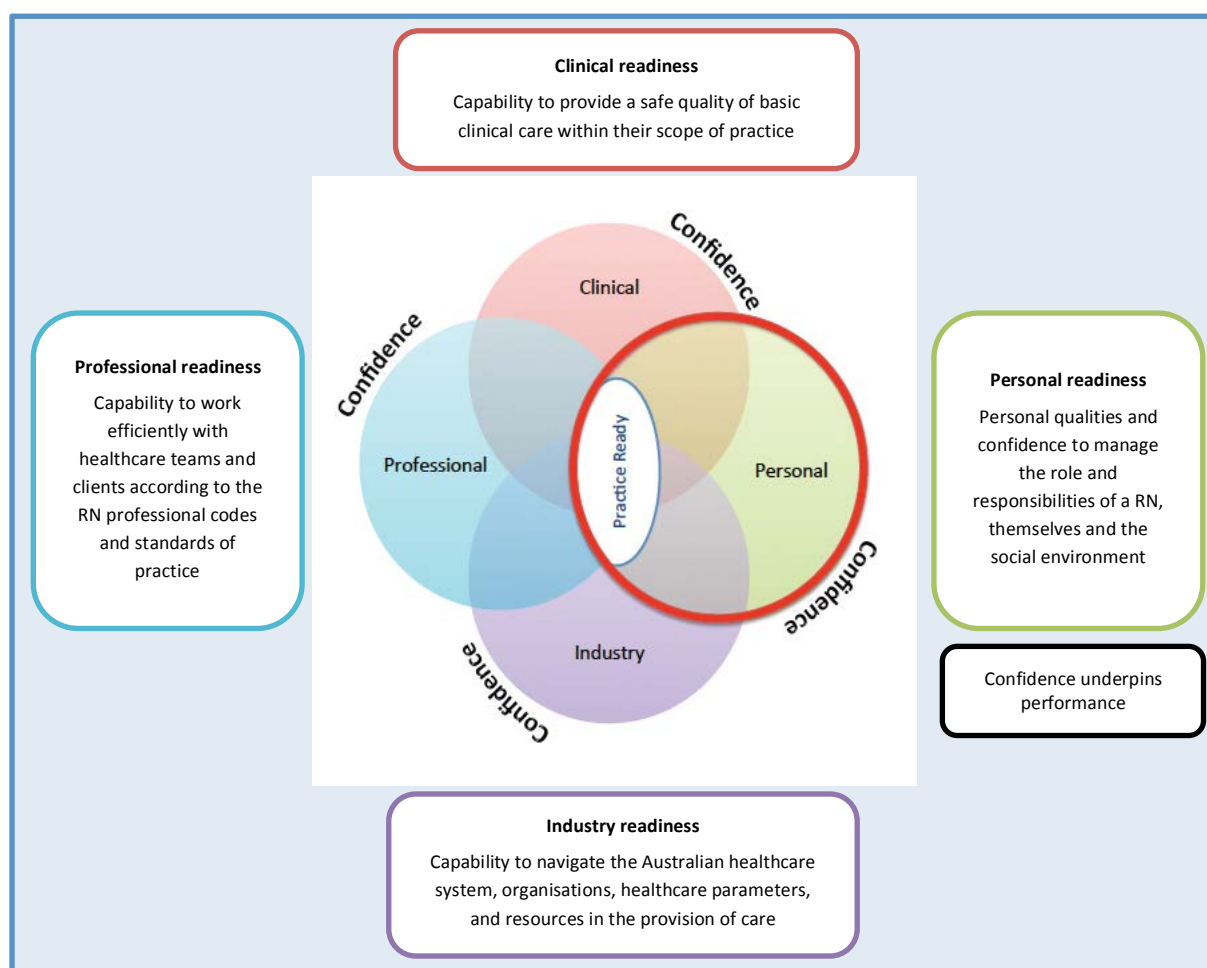 Clinical readiness
Capability to provide a safe quality of basic
clinical care within their scope of practice
Confidence
Clinical
Confidence
Professional readiness
Capability to work
efficiently with
healthcare teams and
clients according to the
RN professional codes
and standards of
practice
Professional
Practice Ready
Personal
Personal readiness
Personal qualities and
confidence to manage
the role and
responsibilities of a RN,
themselves and the
social environment
Confidence
Industry
Confidence
Confidence underpins
performance
Industry readiness
Capability to navigate the Australian healthcare
system, organisations, healthcare parameters,
and resources in the provision of care